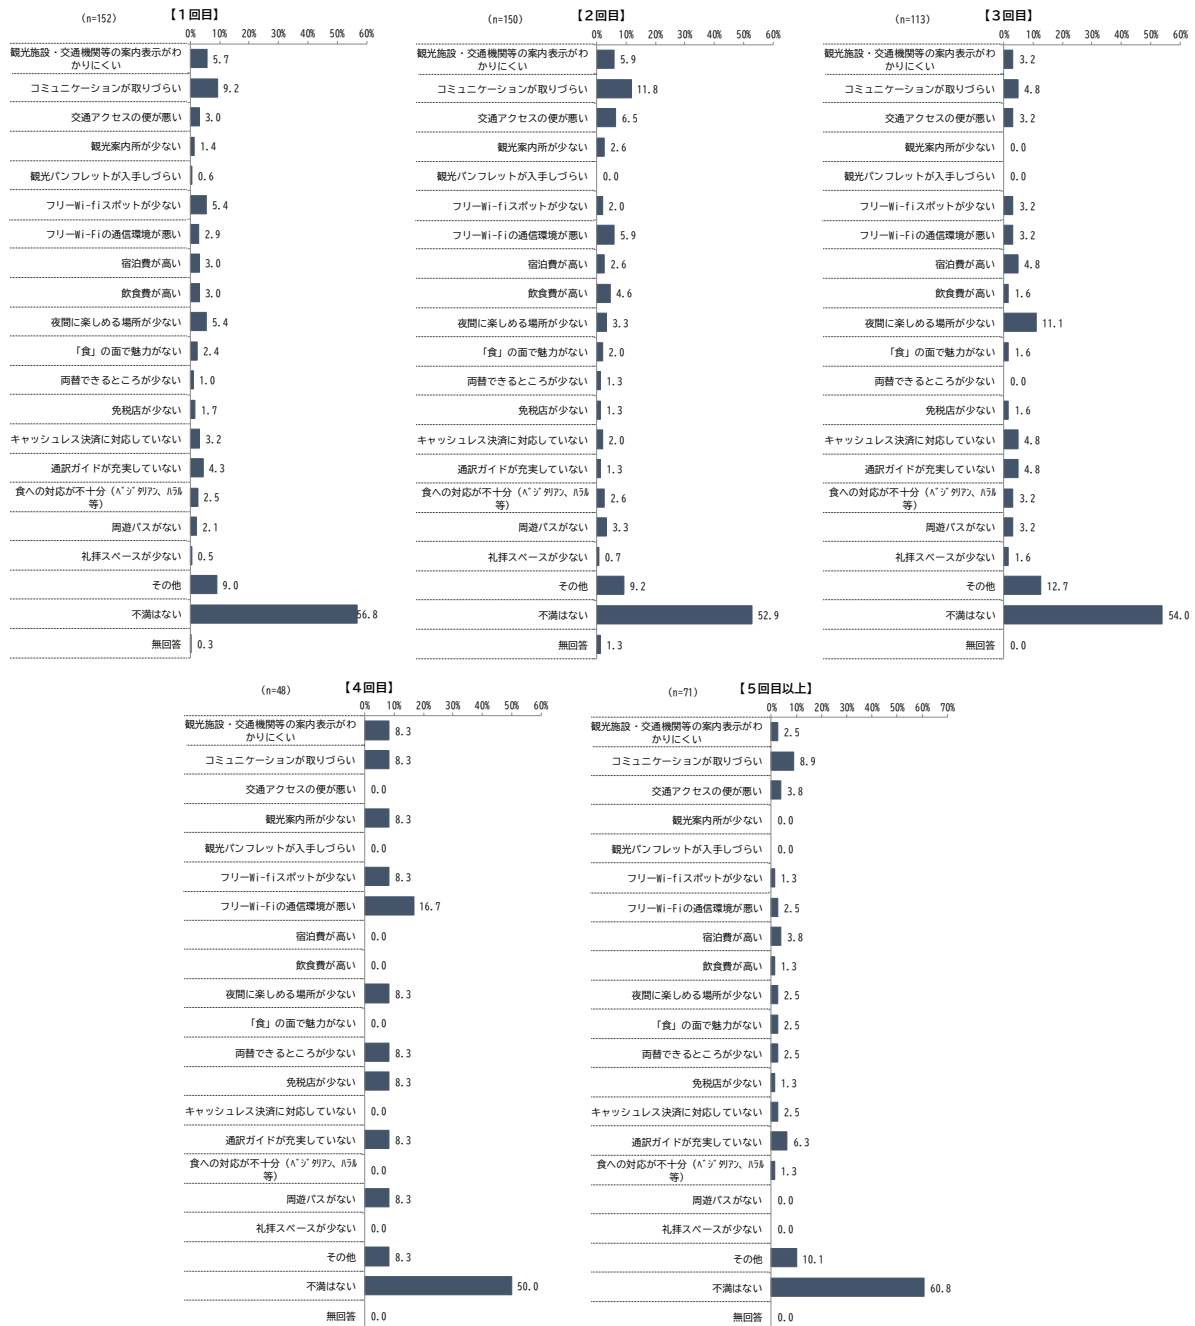 (n=152)
【1回目】
0% 10% 20% 30% 40% 50% 60%
観光施設・交通機関等の案内表示がわ
かりにくい
5.7
コミュニケーションが取りづらい 9.2
交通アクセスの便が悪い 3.0
観光案内所が少ない 1.4
観光パンフレットが入手しづらい 0.6
フリーWi-fiスポットが少ない 5.4
フリーWi-Fiの通信環境が悪い 2.9
宿泊費が高い 3.0
飲食費が高い 3.0
夜間に楽しめる場所が少ない 5.4
「食」の面で魅力がない 2.4
両替できるところが少ない 1.0
免税店が少ない 1.7
キャッシュレス決済に対応していない 3.2
通訳ガイドが充実していない 4.3
食への対応が不十分（ベジタリアン、ハラル
等）
2.5
周遊パスがない 2.1
礼拝スペースが少ない 0.5
その他 9.0
不満はない 56.8
無回答 0.3
(n=150)
【2回目】
0% 10% 20% 30% 40% 50% 60%
観光施設・交通機関等の案内表示がわ
かりにくい
5.9
コミュニケーションが取りづらい 11.8
交通アクセスの便が悪い 6.5
観光案内所が少ない 2.6
観光パンフレットが入手しづらい 0.0
フリーWi-fiスポットが少ない 2.0
フリーWi-Fiの通信環境が悪い 5.9
宿泊費が高い 2.6
飲食費が高い 4.6
夜間に楽しめる場所が少ない 3.3
「食」の面で魅力がない 2.0
両替できるところが少ない 1.3
免税店が少ない 1.3
キャッシュレス決済に対応していない 2.0
通訳ガイドが充実していない 1.3
食への対応が不十分（ベジタリアン、ハラル
等）
2.6
周遊パスがない 3.3
礼拝スペースが少ない 0.7
その他 9.2
不満はない 52.9
無回答 1.3
(n=113)
【3回目】
0% 10% 20% 30% 40% 50% 60%
観光施設・交通機関等の案内表示がわ
かりにくい
3.2
コミュニケーションが取りづらい 4.8
交通アクセスの便が悪い 3.2
観光案内所が少ない 0.0
観光パンフレットが入手しづらい 0.0
フリーWi-fiスポットが少ない 3.2
フリーWi-Fiの通信環境が悪い 3.2
宿泊費が高い 4.8
飲食費が高い 1.6
夜間に楽しめる場所が少ない 11.1
「食」の面で魅力がない 1.6
両替できるところが少ない 0.0
免税店が少ない 1.6
キャッシュレス決済に対応していない 4.8
通訳ガイドが充実していない 4.8
食への対応が不十分（ベジタリアン、ハラル
等）
3.2
周遊パスがない 3.2
礼拝スペースが少ない 1.6
その他 12.7
不満はない 54.0
無回答 0.0
(n=48)
【4回目】
0% 10% 20% 30% 40% 50% 60%
観光施設・交通機関等の案内表示がわ
かりにくい
8.3
コミュニケーションが取りづらい 8.3
交通アクセスの便が悪い 0.0
観光案内所が少ない 8.3
観光パンフレットが入手しづらい 0.0
フリーWi-fiスポットが少ない 8.3
フリーWi-Fiの通信環境が悪い 16.7
宿泊費が高い 0.0
飲食費が高い 0.0
夜間に楽しめる場所が少ない 8.3
「食」の面で魅力がない 0.0
両替できるところが少ない 8.3
免税店が少ない 8.3
キャッシュレス決済に対応していない 0.0
通訳ガイドが充実していない 8.3
食への対応が不十分（ベジタリアン、ハラル
等）
0.0
周遊パスがない 8.3
礼拝スペースが少ない 0.0
その他 8.3
不満はない 50.0
無回答 0.0
(n=71)
【5回目以上】
0% 10% 20% 30% 40% 50% 60% 70%
観光施設・交通機関等の案内表示がわ
かりにくい
2.5
コミュニケーションが取りづらい 8.9
交通アクセスの便が悪い 3.8
観光案内所が少ない 0.0
観光パンフレットが入手しづらい 0.0
フリーWi-fiスポットが少ない 1.3
フリーWi-Fiの通信環境が悪い 2.5
宿泊費が高い 3.8
飲食費が高い 1.3
夜間に楽しめる場所が少ない 2.5
「食」の面で魅力がない 2.5
両替できるところが少ない 2.5
免税店が少ない 1.3
キャッシュレス決済に対応していない 2.5
通訳ガイドが充実していない 6.3
食への対応が不十分（ベジタリアン、ハラル
等）
1.3
周遊パスがない 0.0
礼拝スペースが少ない 0.0
その他 10.1
不満はない 60.8
無回答 0.0